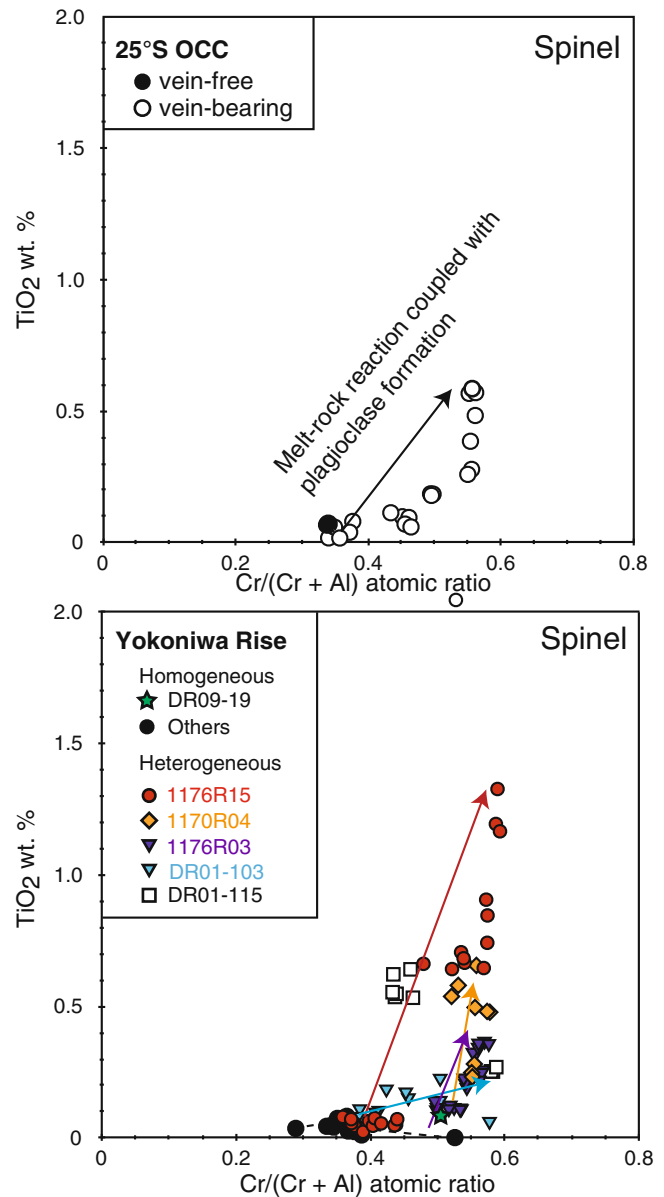 2.0
25°S OCC
vein-free
vein-bearing
Spinel
1.5
TiO2 wt. %
1.0
Melt-rock reaction coupled with
plagioclase formation
0.5
0
0 0.2 0.4 0.6 0.8
Cr/(Cr + Al) atomic ratio
2.0
Yokoniwa Rise
Spinel
Homogeneous
DR09-19
Others
1.5
Heterogeneous
1176R15
1170R04
1176R03
DR01-103
DR01-115
TiO2 wt. %
1.0
0.5
0
0 0.2 0.4 0.6 0.8
Cr/(Cr + Al) atomic ratio